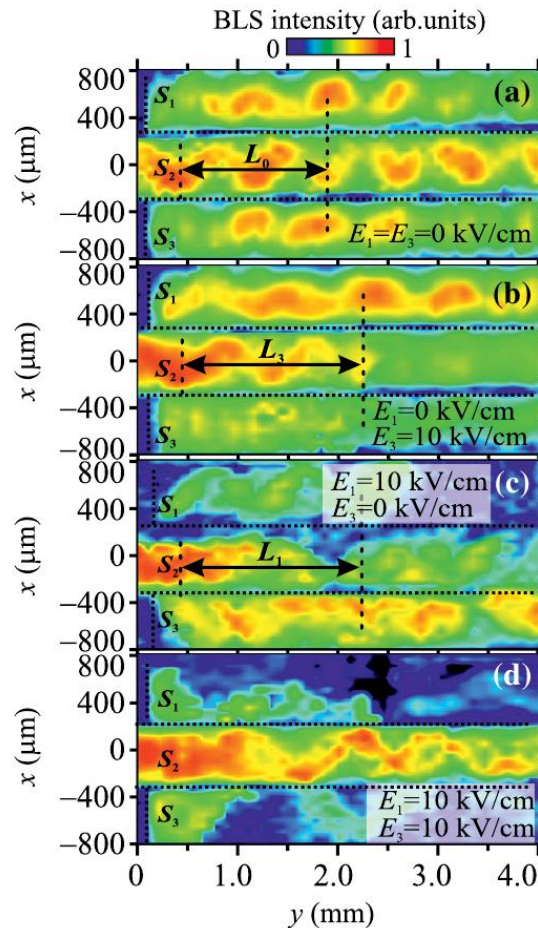 BLS intensity (arb.units)
0 1
800
400
0
−400
−800
x (µm)
S1
S2
S3
L0
(a)
E1=E3=0 kV/cm
800
400
0
−400
−800
x (µm)
S1
S2
S3
L3
(b)
E1=0 kV/cm
E3=10 kV/cm
800
400
0
−400
−800
x (µm)
S1
S2
S3
L1
(c)
E1=10 kV/cm
E3=0 kV/cm
800
400
0
−400
−800
x (µm)
S1
S2
S3
(d)
E1=10 kV/cm
E3=10 kV/cm
0 1.0 2.0 3.0 4.0
y (mm)